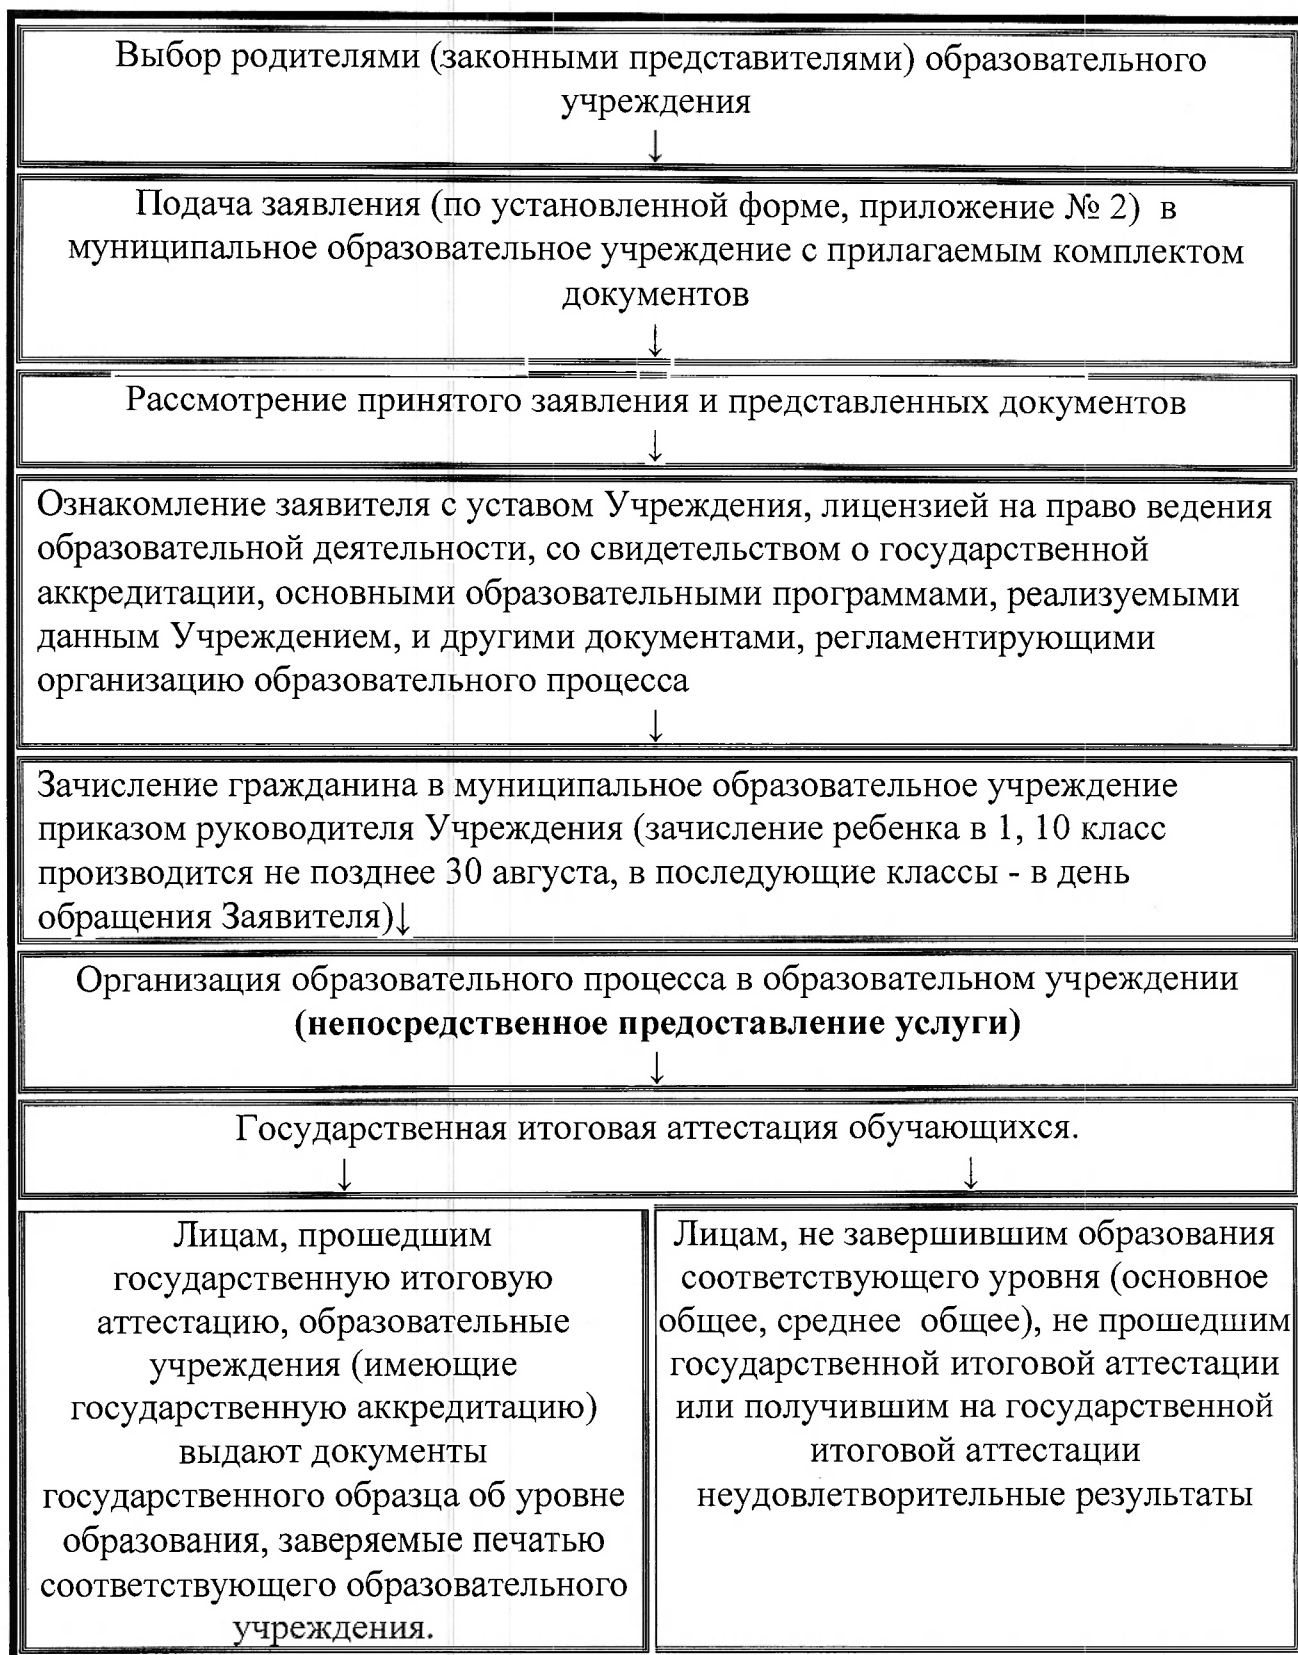 Выбор родителями (законными представителями) образовательного
учреждения
↓
Подача заявления (по установленной форме, приложение № 2) в
муниципальное образовательное учреждение с прилагаемым комплектом
документов
↓
Рассмотрение принятого заявления и представленных документов
↓
Ознакомление заявителя с уставом Учреждения, лицензией на право ведения
образовательной деятельности, со свидетельством о государственной
аккредитации, основными образовательными программами, реализуемыми
данным Учреждением, и другими документами, регламентирующими
организацию образовательного процесса
↓
Зачисление гражданина в муниципальное образовательное учреждение
приказом руководителя Учреждения (зачисление ребенка в 1, 10 класс
производится не позднее 30 августа, в последующие классы - в день
обращения Заявителя)↓
Организация образовательного процесса в образовательном учреждении
(непосредственное предоставление услуги)
↓
Государственная итоговая аттестация обучающихся.
↓ ↓
Лицам, прошедшим
государственную итоговую
аттестацию, образовательные
учреждения (имеющие
государственную аккредитацию)
выдают документы
государственного образца об уровне
образования, заверяемые печатью
соответствующего образовательного
учреждения.
Лицам, не завершившим образования
соответствующего уровня (основное
общее, среднее общее), не прошедшим
государственной итоговой аттестации
или получившим на государственной
итоговой аттестации
неудовлетворительные результаты